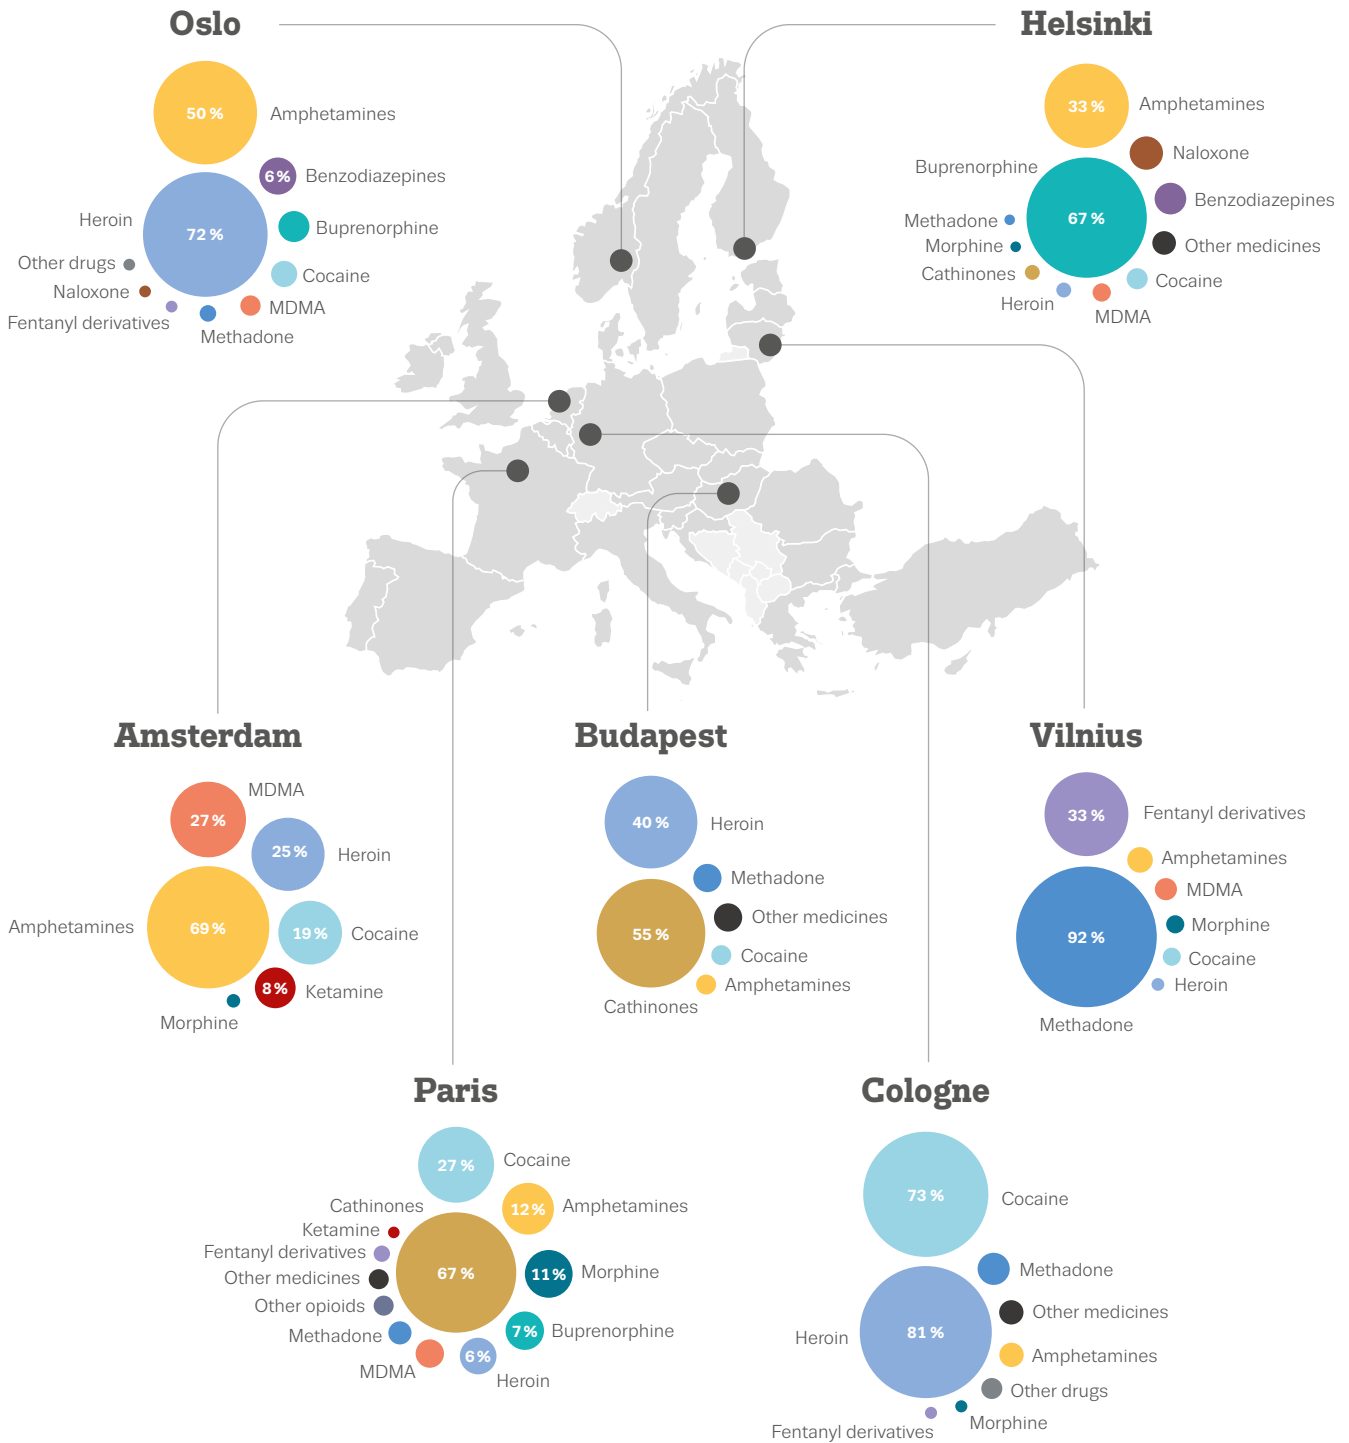 Oslo
50 %
Amphetamines
6 %
Benzodiazepines
Buprenorphine
Heroin
72 %
Cocaine
Other drugs
Naloxone
MDMA
Fentanyl derivatives
Methadone
Helsinki
33 %
Amphetamines
Naloxone
Buprenorphine
Benzodiazepines
67 %
Methadone
Morphine
Other medicines
Cathinones
Cocaine
Heroin
MDMA
Amsterdam
MDMA
27 %
25 %
Heroin
Amphetamines
69 %
19 %
Cocaine
8 %
Ketamine
Morphine
Budapest
40 %
Heroin
Methadone
Other medicines
55 %
Cocaine
Amphetamines
Cathinones
Vilnius
33 %
Fentanyl derivatives
Amphetamines
MDMA
Morphine
92 %
Cocaine
Heroin
Methadone
Paris
27 %
Cocaine
Cathinones
12 %
Amphetamines
Ketamine
Fentanyl derivatives
67 %
11 %
Morphine
Other medicines
Other opioids
7 %
Buprenorphine
Methadone
6 %
MDMA
Heroin
Cologne
73 %
Cocaine
Methadone
Other medicines
Heroin
81 %
Amphetamines
Other drugs
Morphine
Fentanyl derivatives